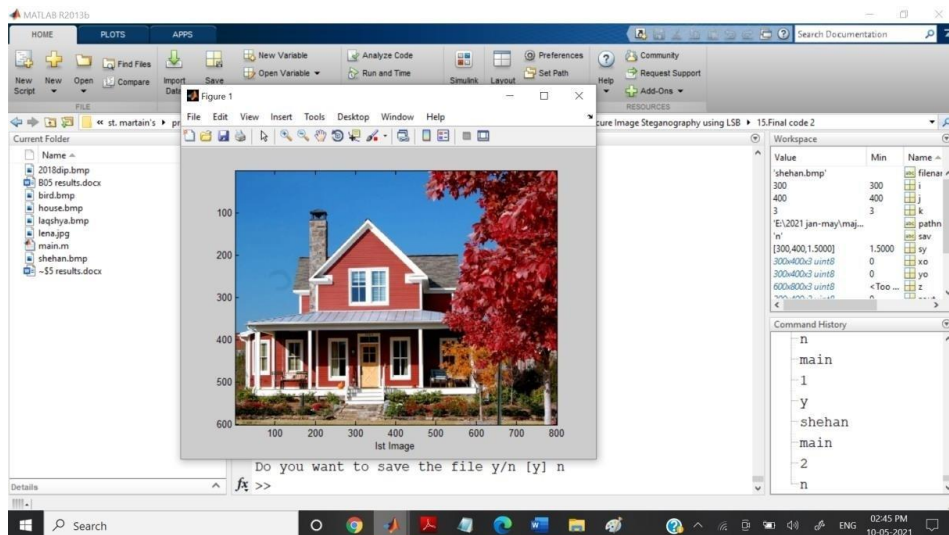 MATLAB R2013b
HOME PLOTS APPS Search Documentation
New Script New Open Find Files Compare Import Data Save New Variable Open Variable Analyze Code Run and Time Simulink Layout Preferences Set Path Help Community Request Support Add-Ons
FILE RESOURCES
« st. martain's ▸ cure Image Steganography using LSB ▸ 15.Final code 2
Current Folder
Name
2018dip.bmp
B05 results.docx
bird.bmp
house.bmp
laqshya.bmp
lena.jpg
main.m
shehan.bmp
~$5 results.docx
Details
Figure 1
File Edit View Insert Tools Desktop Window Help
100
200
300
400
500
600
100 200 300 400 500 600 700 800
Ist Image
Do you want to save the file y/n [y] n
fx >>
Workspace
Value Min Name
'shehan.bmp' filenar
300 300 i
400 400 j
3 3 k
'E:\2021 jan-may\maj... pathn
'n' sav
[300,400,1.5000] 1.5000 sy
300x400x3 uint8 0 xo
300x400x3 uint8 0 yo
600x800x3 uint8 <Too ... z
Command History
n
main
1
y
shehan
main
2
n
Search
ENG
02:45 PM
10-05-2021